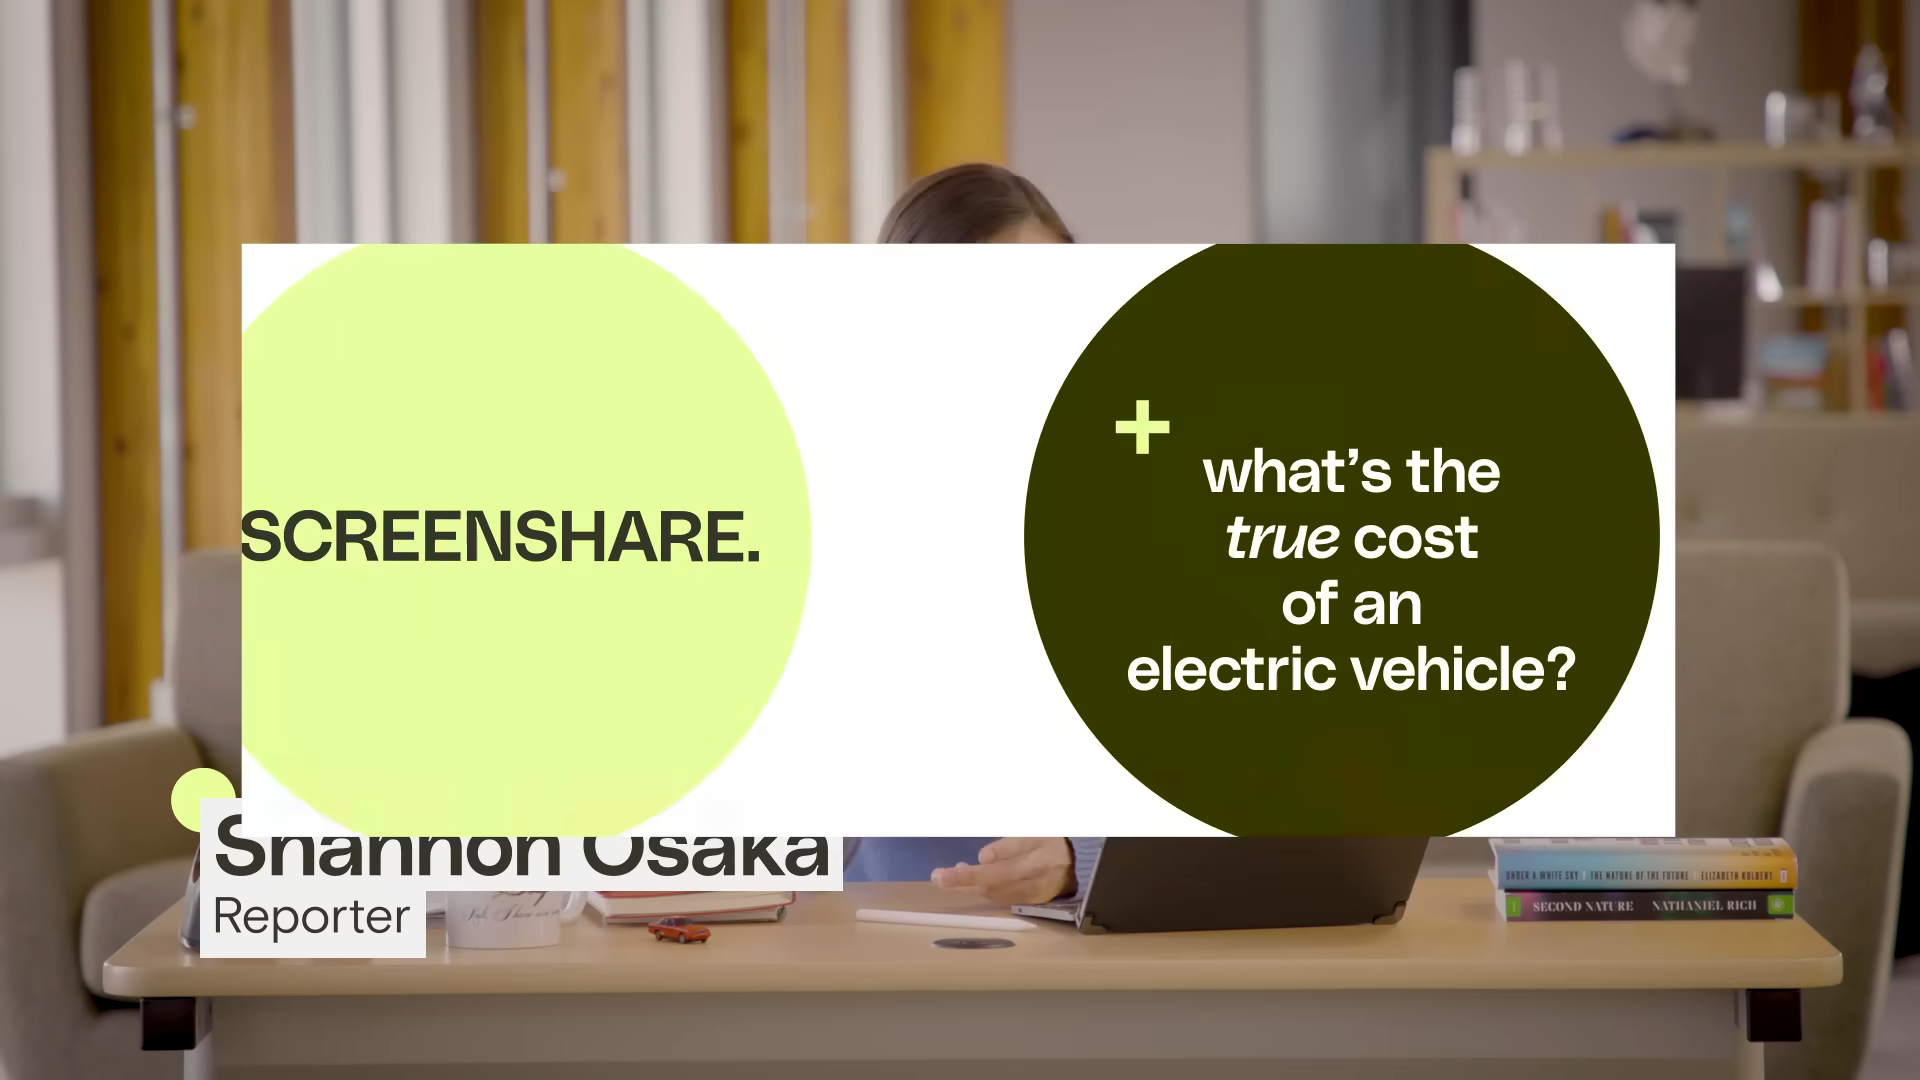 SCREENSHARE.
what's the
true cost
of an
electric vehicle?
Shannon Osaka
Reporter
UNDER A WHITE SKY | THE NATURE OF THE FUTURE | ELIZABETH KOLBERT
SECOND NATURE NATHANIEL RICH